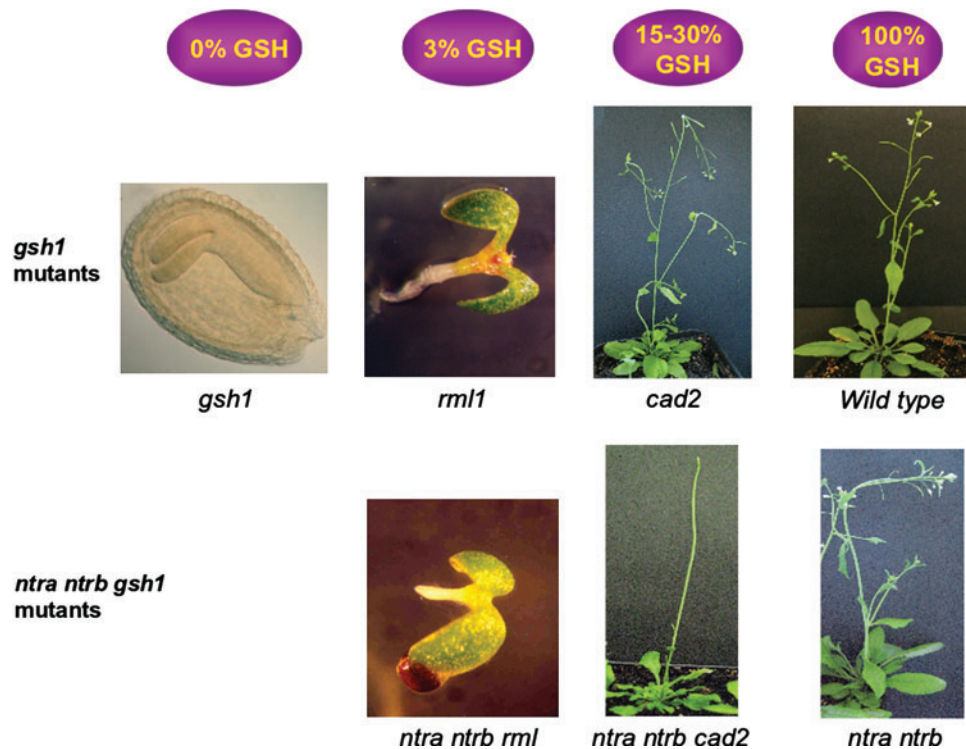 0% GSH
3% GSH
15-30%
GSH
100%
GSH
gsh1
mutants
gsh1
rml1
cad2
Wild type
ntra ntrb gsh1
mutants
ntra ntrb rml
ntra ntrb cad2
ntra ntrb